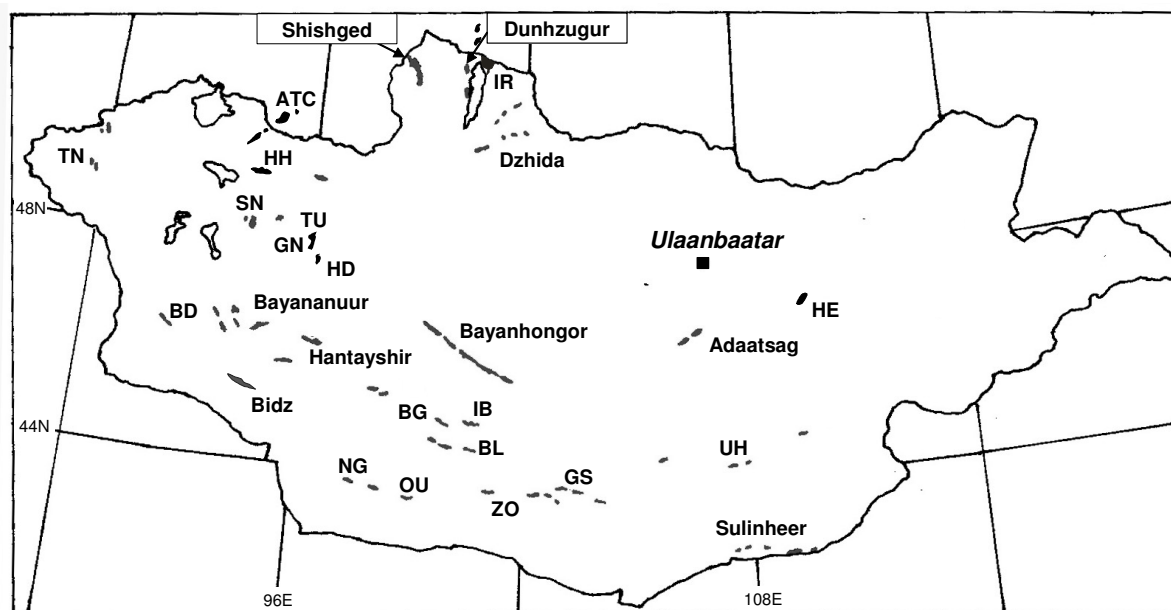 Shishged
Dunhzugur
IR
ATC
Dzhida
TN
HH
48N
SN
TU
GN
HD
Ulaanbaatar
BD
Bayananuur
HE
Bayanhongor
Adaatsag
Hantayshir
Bidz
44N
BG
IB
BL
UH
NG
OU
GS
ZO
Sulinheer
96E
108E